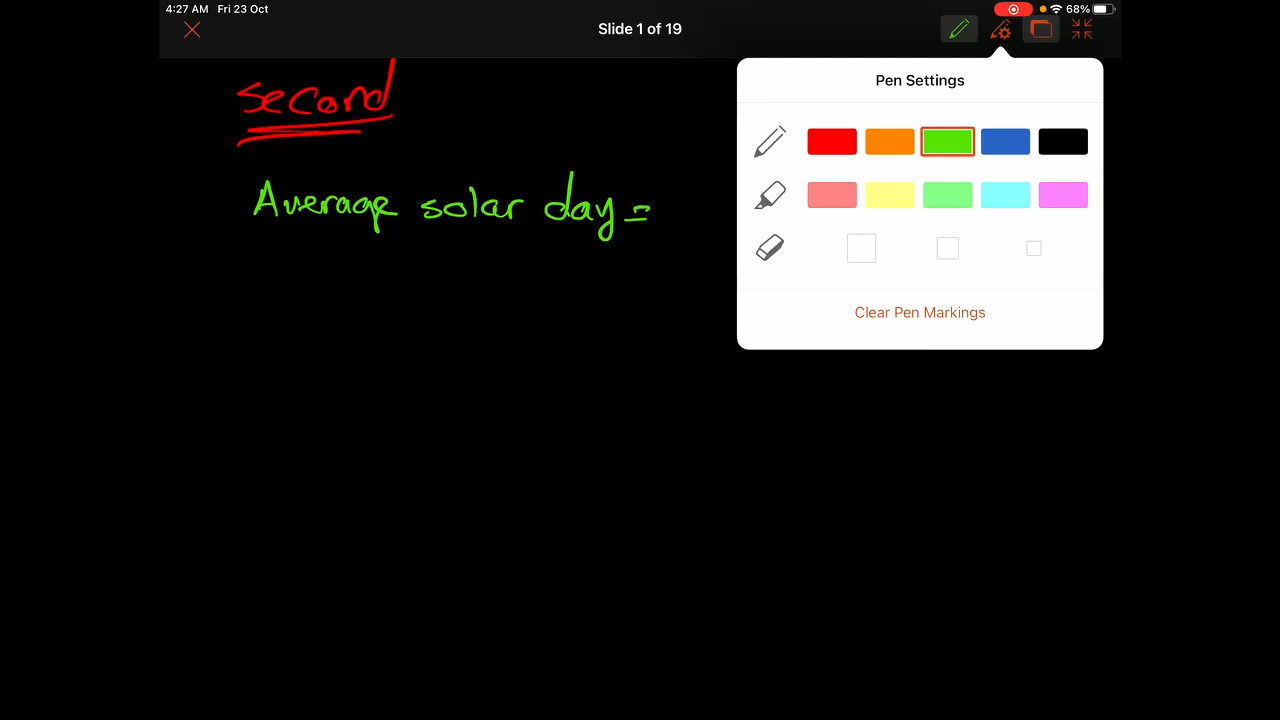 4:27 AM Fri 23 Oct
68%
Slide 1 of 19
Pen Settings
second
Average solar day =
Clear Pen Markings